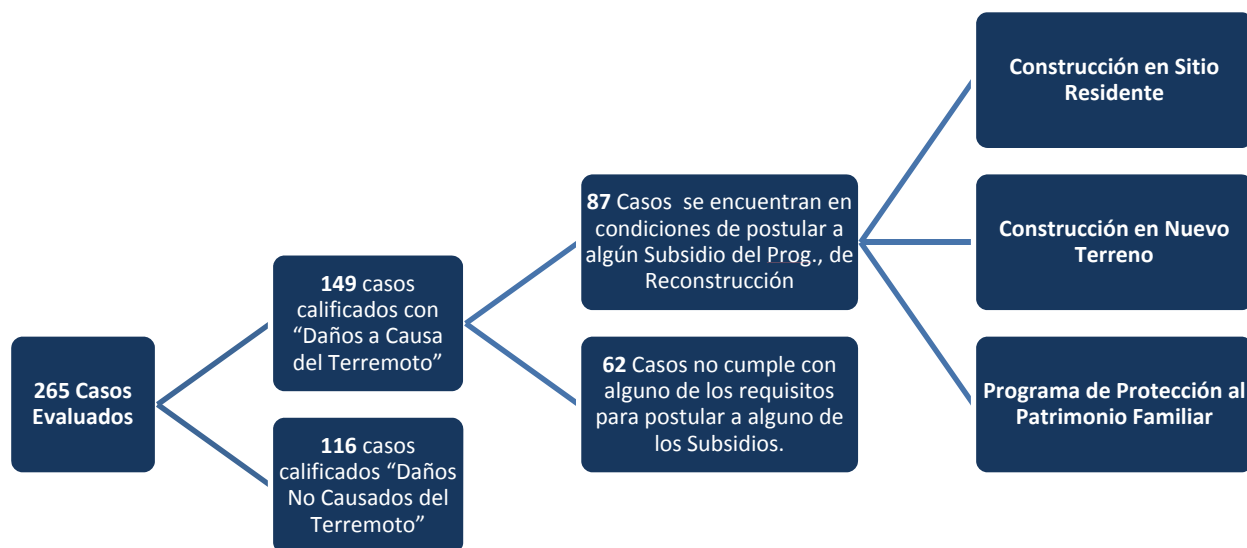 265 Casos
Evaluados
149 casos
calificados con
“Daños a Causa
del Terremoto”
116 casos
calificados “Daños
No Causados del
Terremoto”
87 Casos se encuentran en
condiciones de postular a
algún Subsidio del Prog., de
Reconstrucción
62 Casos no cumple con
alguno de los requisitos
para postular a alguno de
los Subsidios.
Construcción en Sitio
Residente
Construcción en Nuevo
Terreno
Programa de Protección al
Patrimonio Familiar